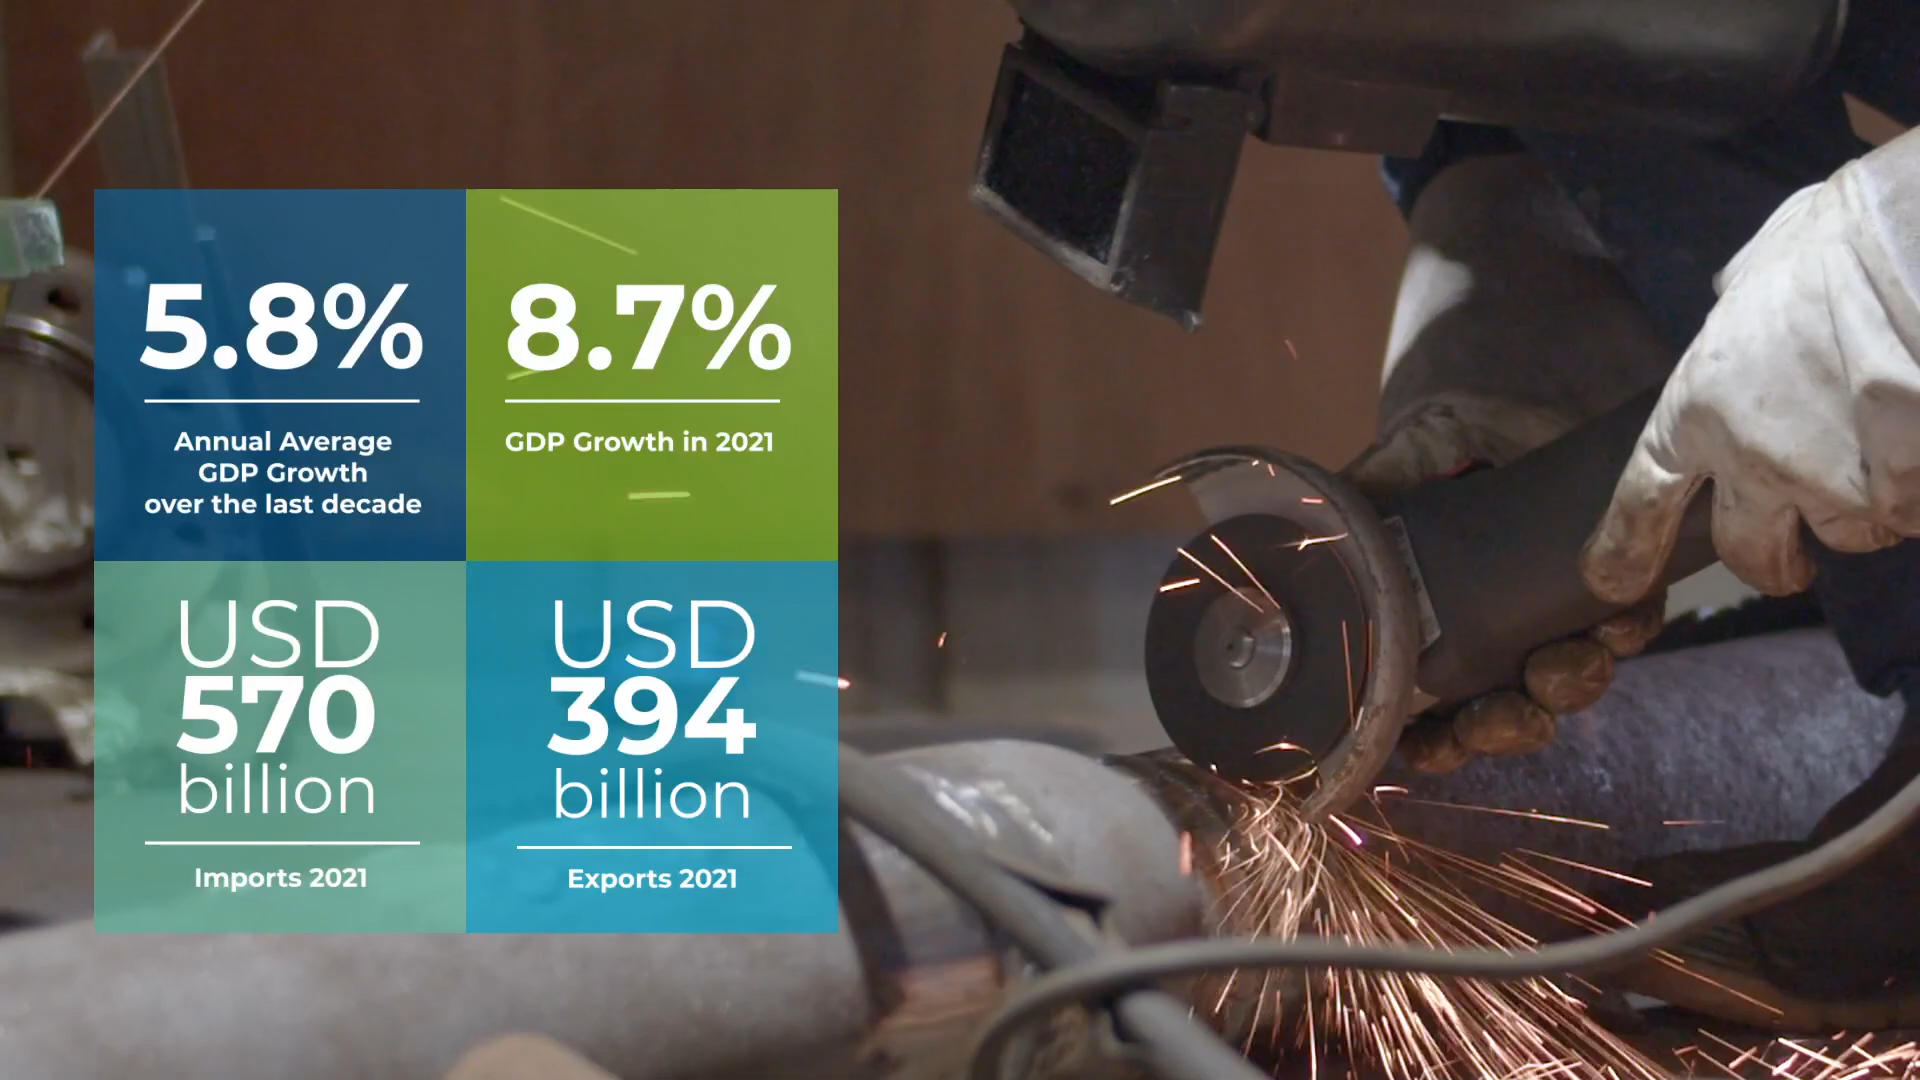 5.8%
Annual Average
GDP Growth
over the last decade
8.7%
GDP Growth in 2021
USD
570
billion
Imports 2021
USD
394
billion
Exports 2021